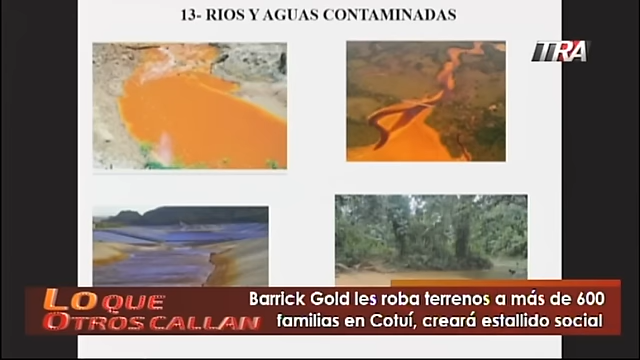 13- RIOS Y AGUAS CONTAMINADAS
TRA
LO QUE
OTROS CALLAN
Barrick Gold les roba terrenos a más de 600
familias en Cotuí, creará estallido social